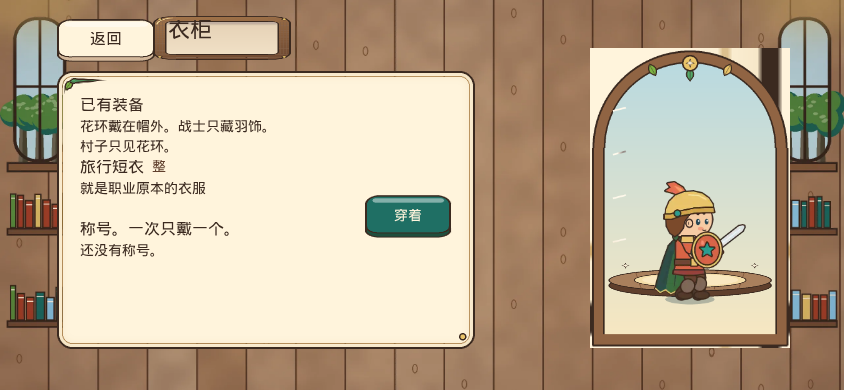 返回
衣柜
已有装备
花环戴在帽外。战士只藏羽饰。
村子只见花环。
旅行短衣 整
就是职业原本的衣服
穿着
称号。一次只戴一个。
还没有称号。